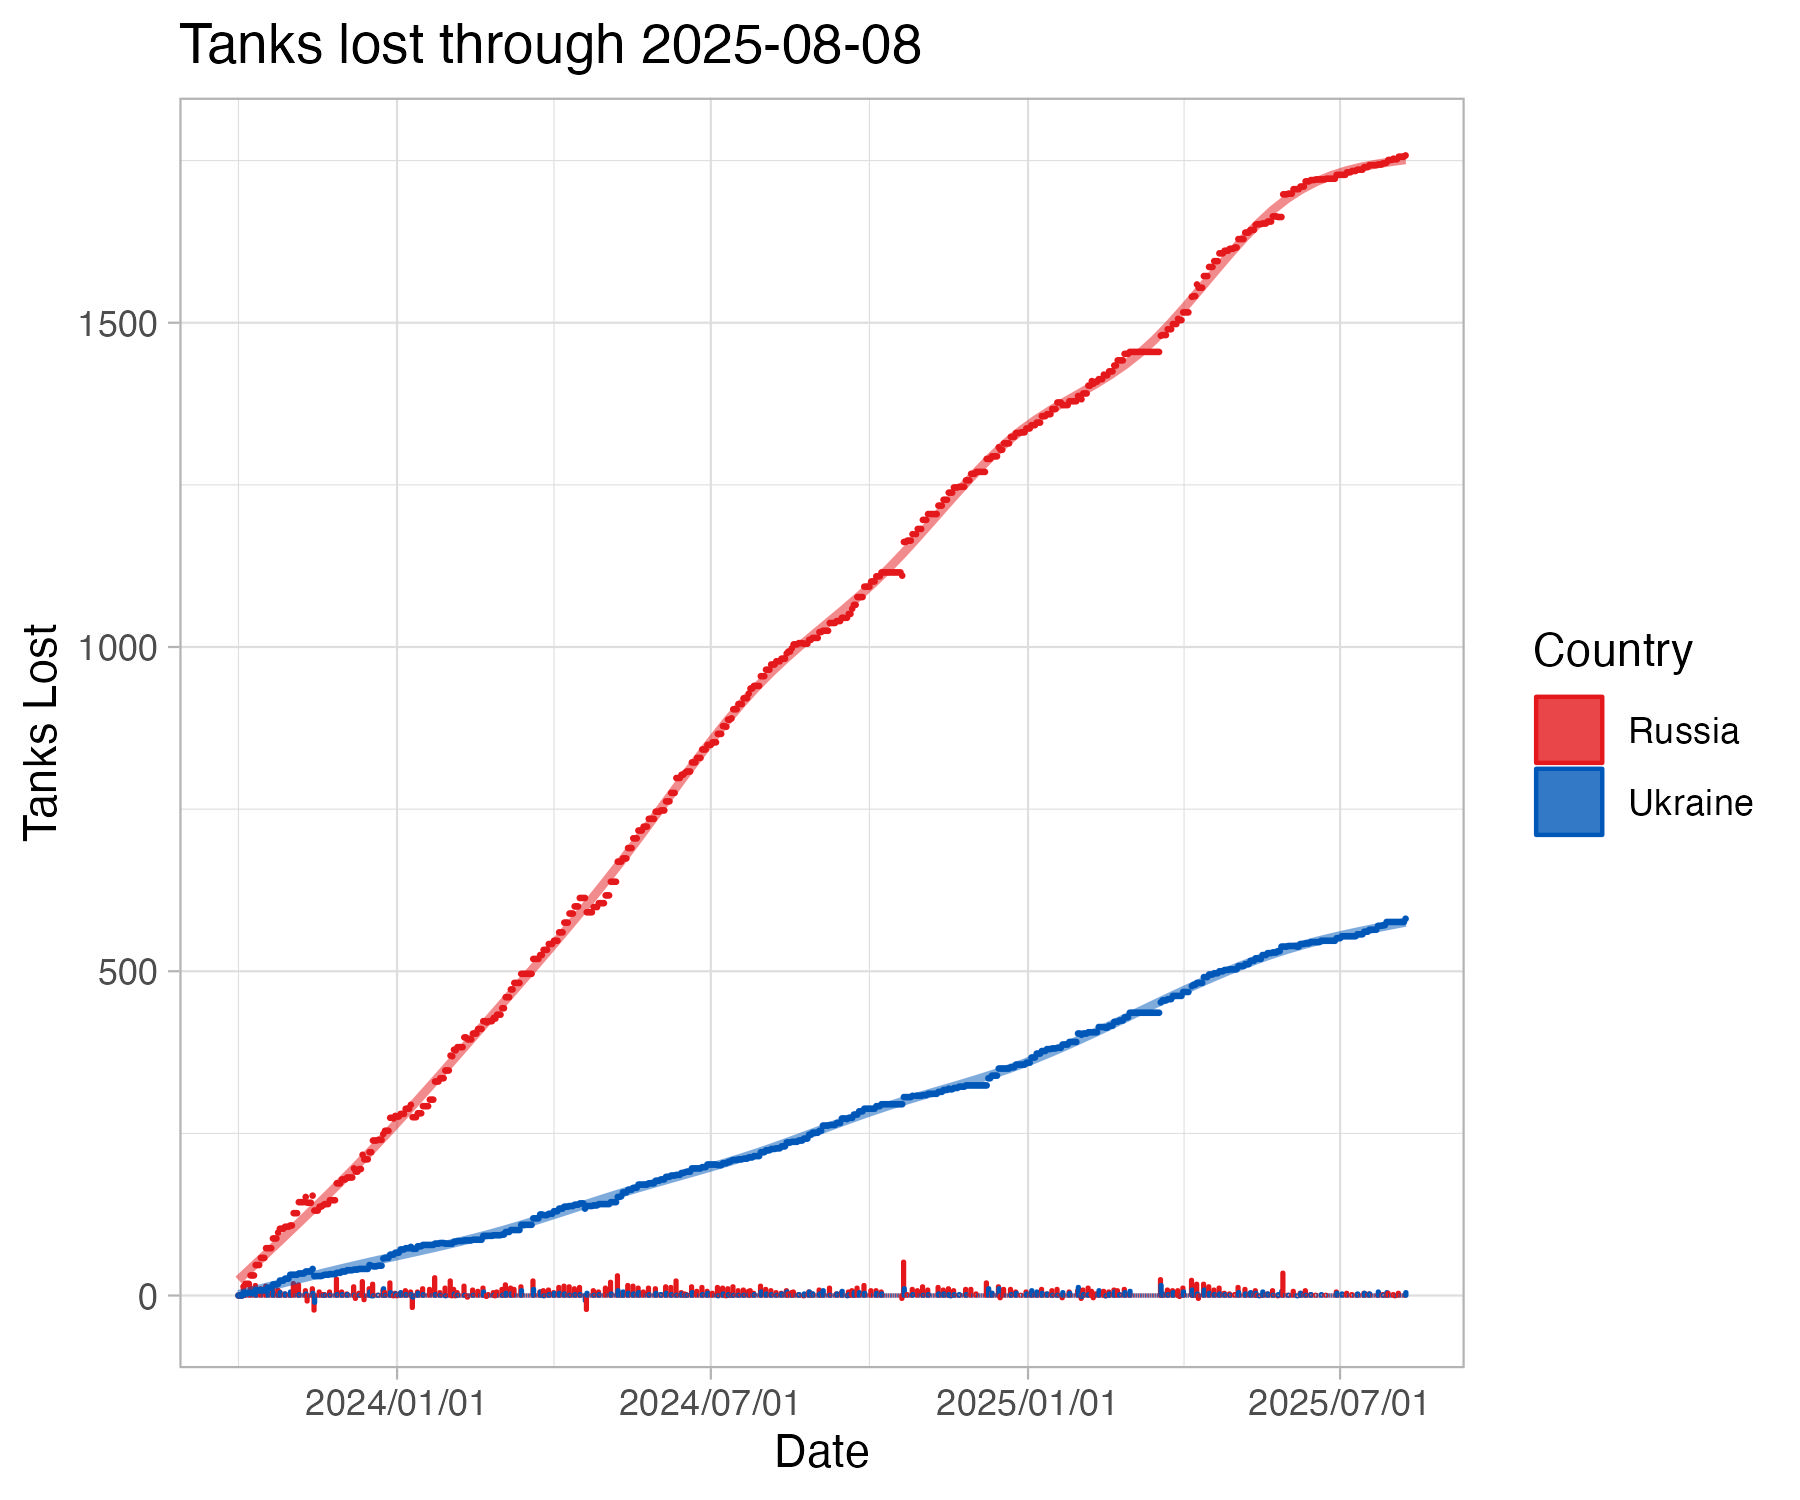 Tanks lost through 2025-08-08
Tanks Lost
1500
1000
500
0
2024/01/01
2024/07/01
2025/01/01
2025/07/01
Date
Country
Russia
Ukraine